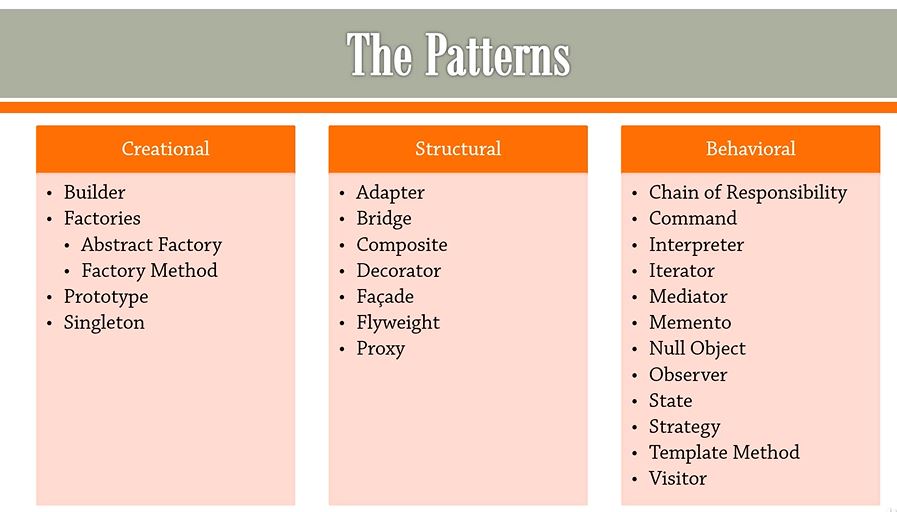 The Patterns
Creational
• Builder
• Factories
• Abstract Factory
• Factory Method
• Prototype
• Singleton
Structural
• Adapter
• Bridge
• Composite
• Decorator
• Façade
• Flyweight
• Proxy
Behavioral
• Chain of Responsibility
• Command
• Interpreter
• Iterator
• Mediator
• Memento
• Null Object
• Observer
• State
• Strategy
• Template Method
• Visitor